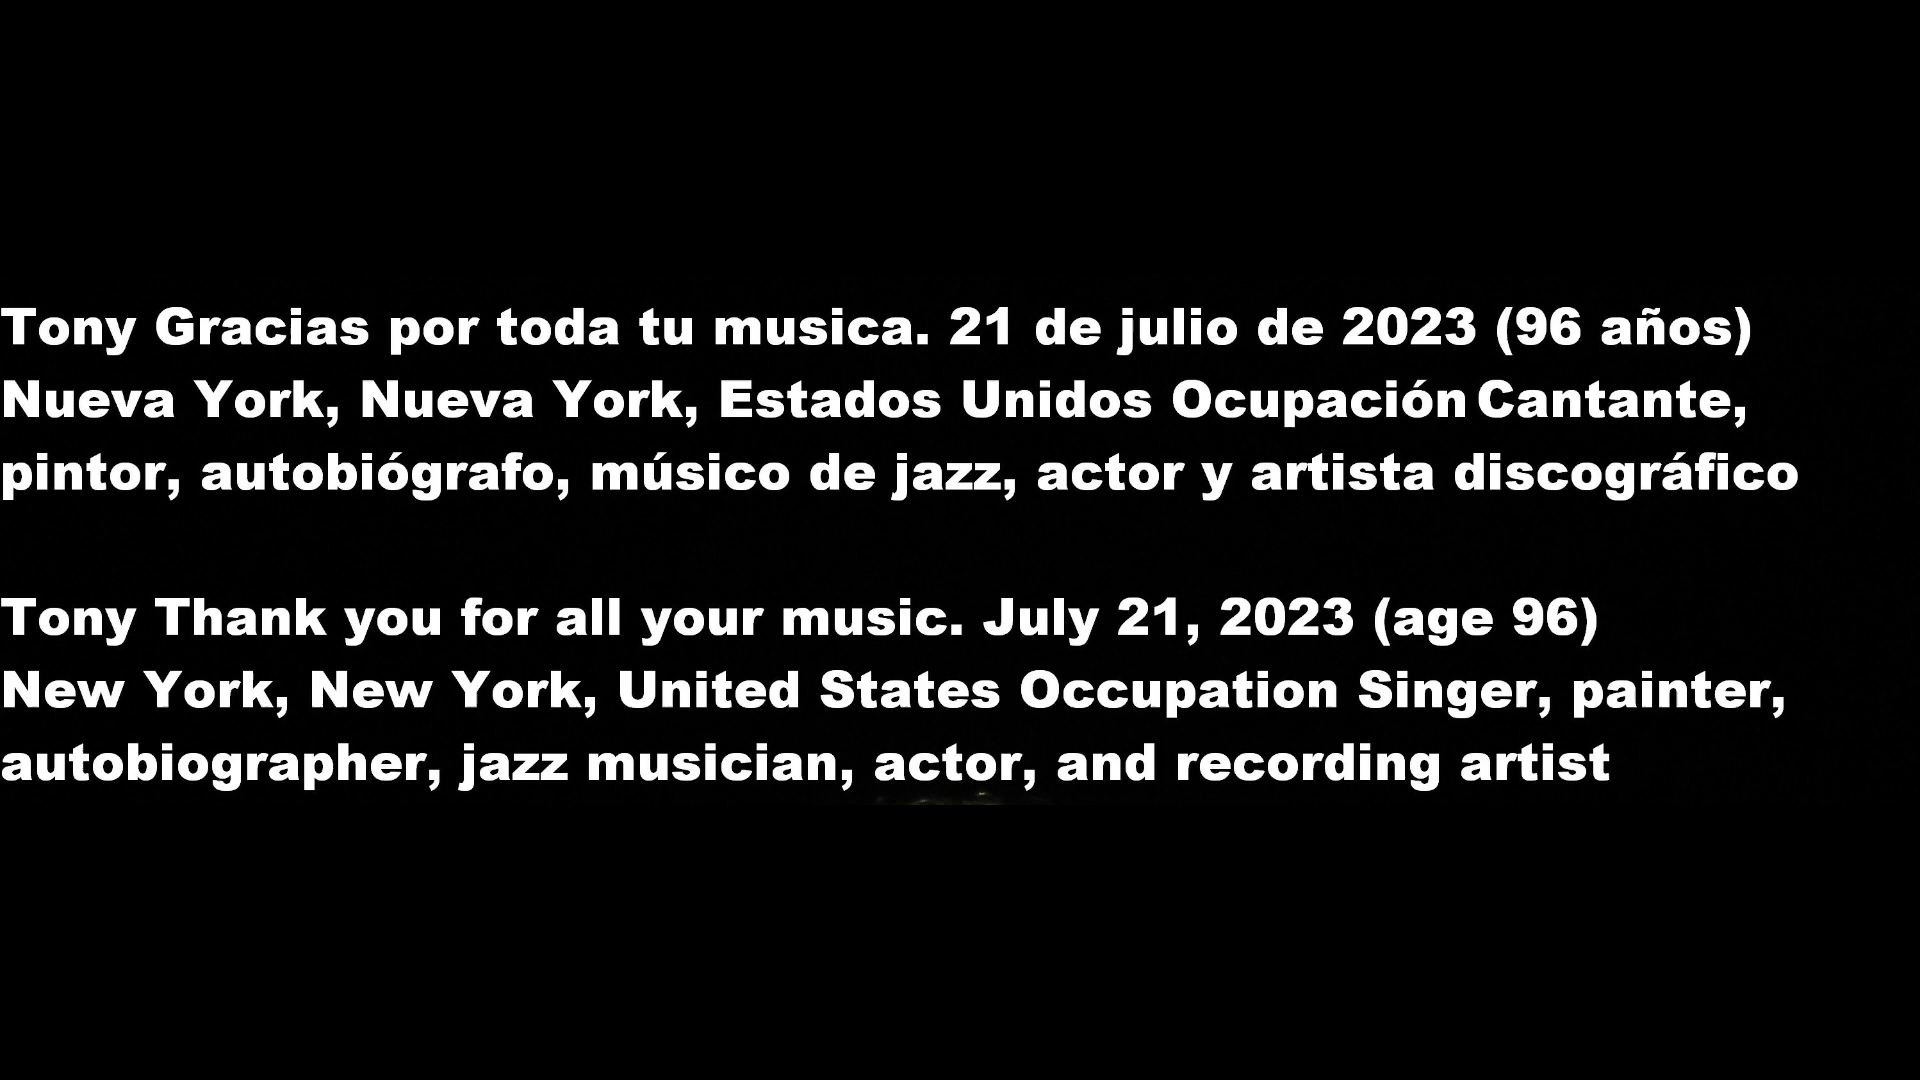 Tony Gracias por toda tu musica. 21 de julio de 2023 (96 años)
Nueva York, Nueva York, Estados Unidos Ocupación Cantante,
pintor, autobiógrafo, músico de jazz, actor y artista discográfico
Tony Thank you for all your music. July 21, 2023 (age 96)
New York, New York, United States Occupation Singer, painter,
autobiographer, jazz musician, actor, and recording artist